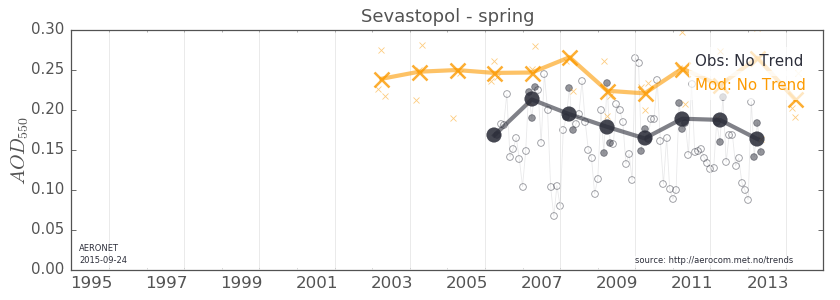 Sevastopol - spring
0.30
0.25
0.20
0.15
0.10
0.05
0.00
AOD550
Obs: No Trend
Mod: No Trend
AERONET
2015-09-24
source: http://aerocom.met.no/trends
1995 1997 1999 2001 2003 2005 2007 2009 2011 2013